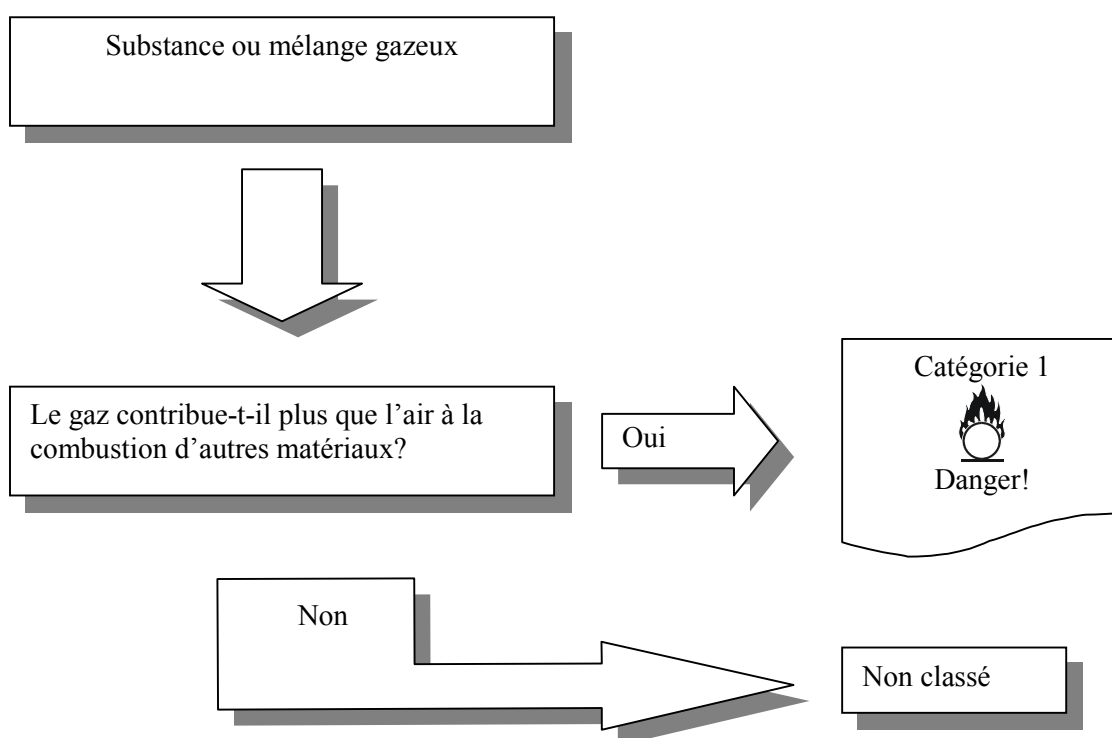 Substance ou mélange gazeux
Le gaz contribue-t-il plus que l’air à la
combustion d’autres matériaux?
Oui
Catégorie 1
Danger!
Non
Non classé